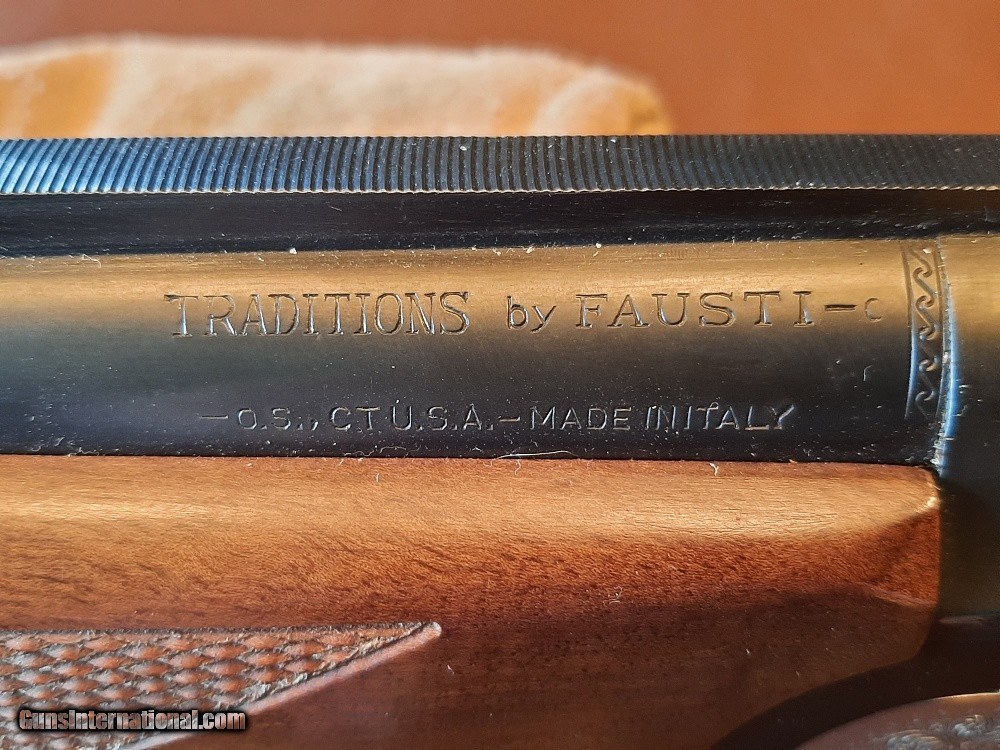 TRADITIONS by FAUSTI-C
-O.S., CT U.S.A.-MADE IN ITALY
GunsInternational.com